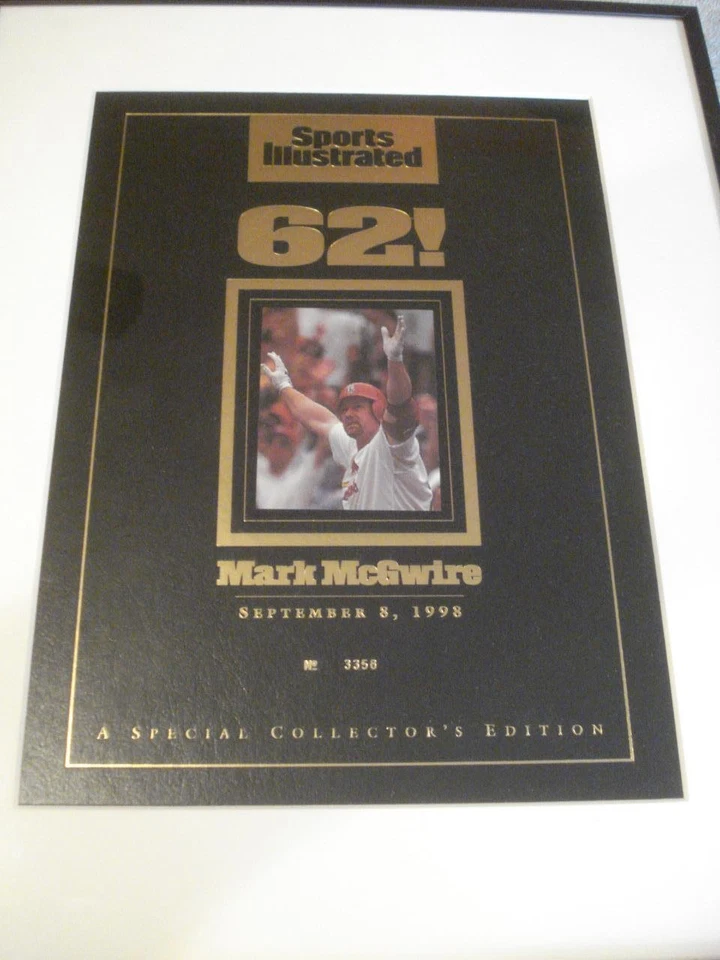 Sports
Illustrated
62!
Mark McGwire
SEPTEMBER 8, 1998
№ 3356
A SPECIAL COLLECTOR'S EDITION